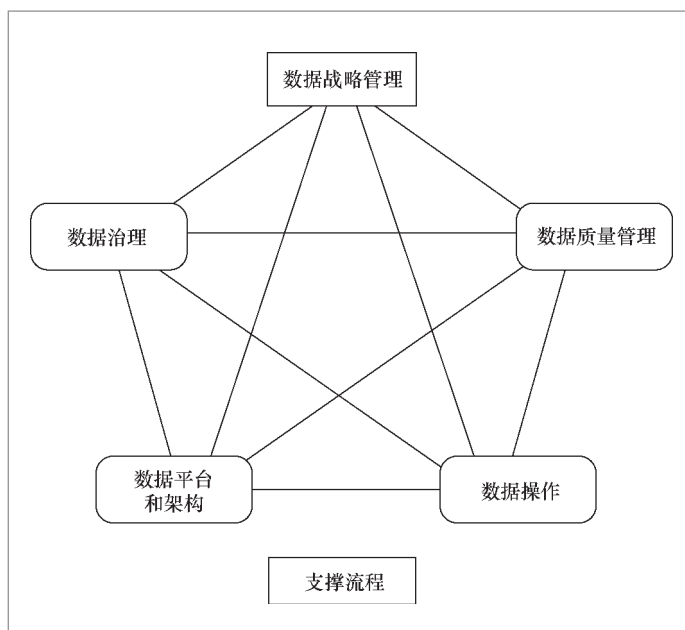 数据战略管理
数据治理
数据质量管理
数据平台
和架构
数据操作
支撑流程